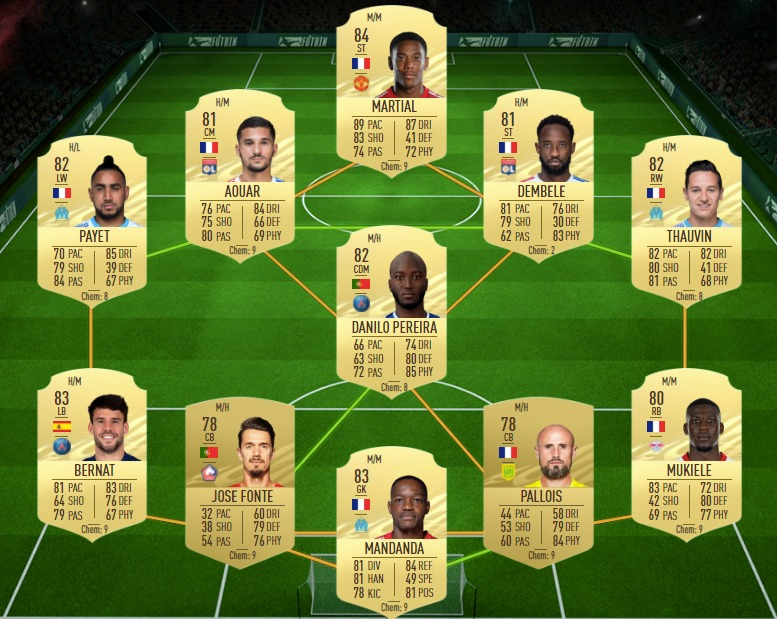 M/M
84
ST
MARTIAL
89 PAC 87 DRI
83 SHO 41 DEF
74 PAS 72 PHY
H/M
81
CM
AOUAR
76 PAC 84 DRI
75 SHO 66 DEF
80 PAS 69 PHY
Chem: 9
H/M
81
ST
DEMBELE
81 PAC 76 DRI
79 SHO 30 DEF
62 PAS 83 PHY
Chem: 2
H/L
82
LW
PAYET
70 PAC 85 DRI
79 SHO 39 DEF
84 PAS 67 PHY
Chem: 8
M/M
82
RW
THAUVIN
82 PAC 82 DRI
80 SHO 41 DEF
81 PAS 68 PHY
Chem: 8
M/H
82
CDM
DANILO PEREIRA
66 PAC 74 DRI
63 SHO 80 DEF
72 PAS 85 PHY
Chem: 8
H/M
83
LB
BERNAT
81 PAC 83 DRI
64 SHO 76 DEF
79 PAS 67 PHY
Chem: 9
M/H
78
CB
JOSE FONTE
32 PAC 60 DRI
38 SHO 79 DEF
54 PAS 76 PHY
Chem: 9
M/H
78
CB
PALLOIS
44 PAC 58 DRI
53 SHO 79 DEF
60 PAS 84 PHY
Chem: 9
M/M
80
RB
MUKIELE
83 PAC 72 DRI
42 SHO 80 DEF
69 PAS 77 PHY
Chem: 9
M/M
83
GK
MANDANDA
81 DIV 84 REF
81 HAN 49 SPE
78 KIC 81 POS
Chem: 9